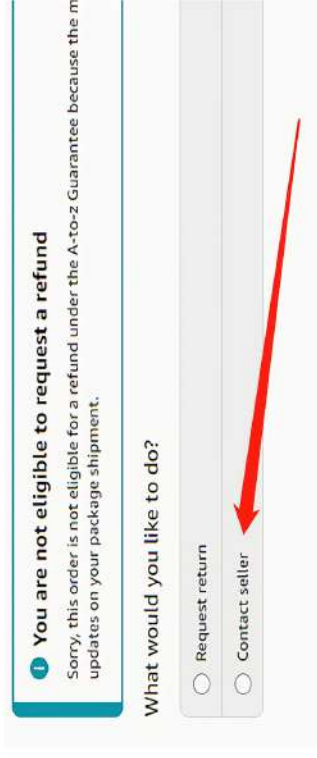 You are not eligible to request a refund
Sorry, this order is not eligible for a refund under the A-to-z Guarantee because the m
updates on your package shipment.
What would you like to do?
Request return
Contact seller